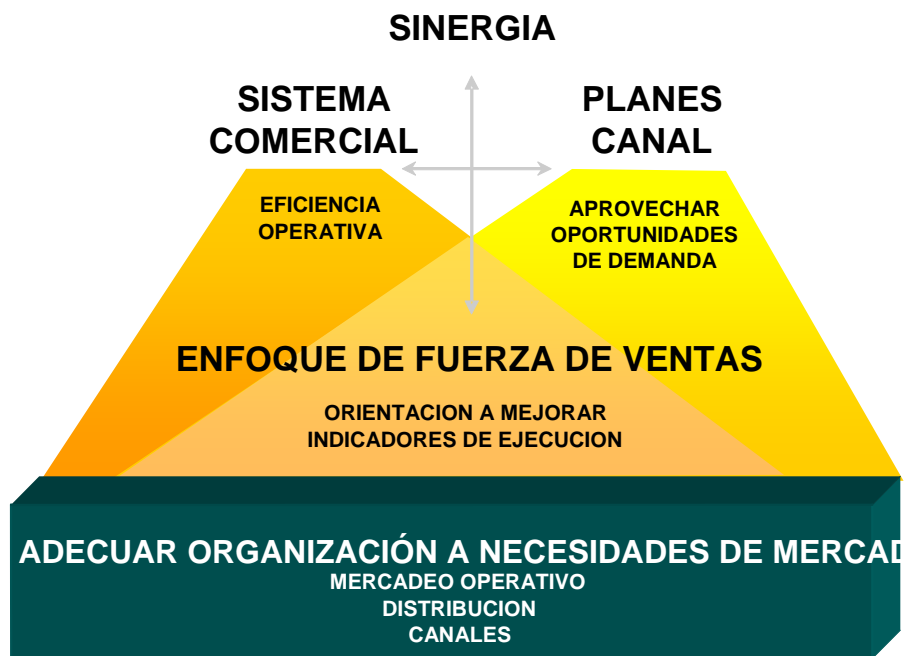 SINERGIA
SISTEMA
COMERCIAL
PLANES
CANAL
EFICIENCIA
OPERATIVA
APROVECHAR
OPORTUNIDADES
DE DEMANDA
ENFOQUE DE FUERZA DE VENTAS
ORIENTACION A MEJORAR
INDICADORES DE EJECUCION
ADECUAR ORGANIZACIÓN A NECESIDADES DE MERCAD
MERCADEO OPERATIVO
DISTRIBUCION
CANALES